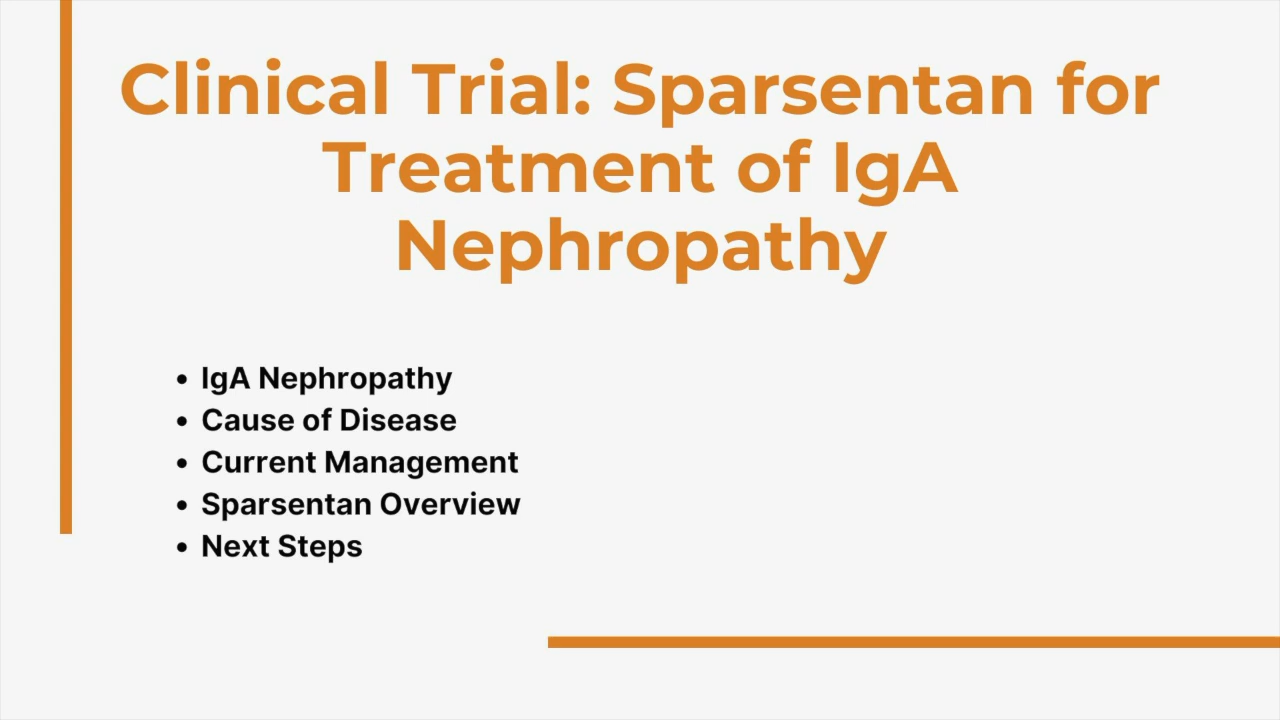 Clinical Trial: Sparsentan for
Treatment of IgA
Nephropathy
• IgA Nephropathy
• Cause of Disease
• Current Management
• Sparsentan Overview
• Next Steps